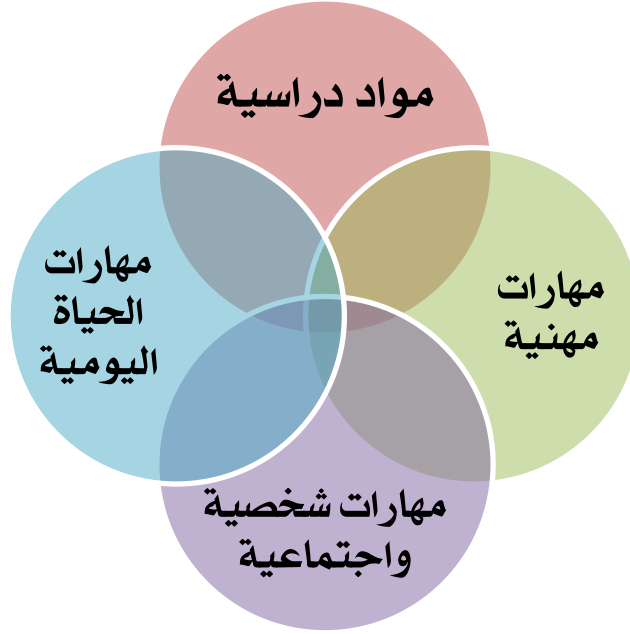 مواد دراسية
مهارات
مهنية
مهارات
الحياة
اليومية
مهارات شخصية
واجتماعية